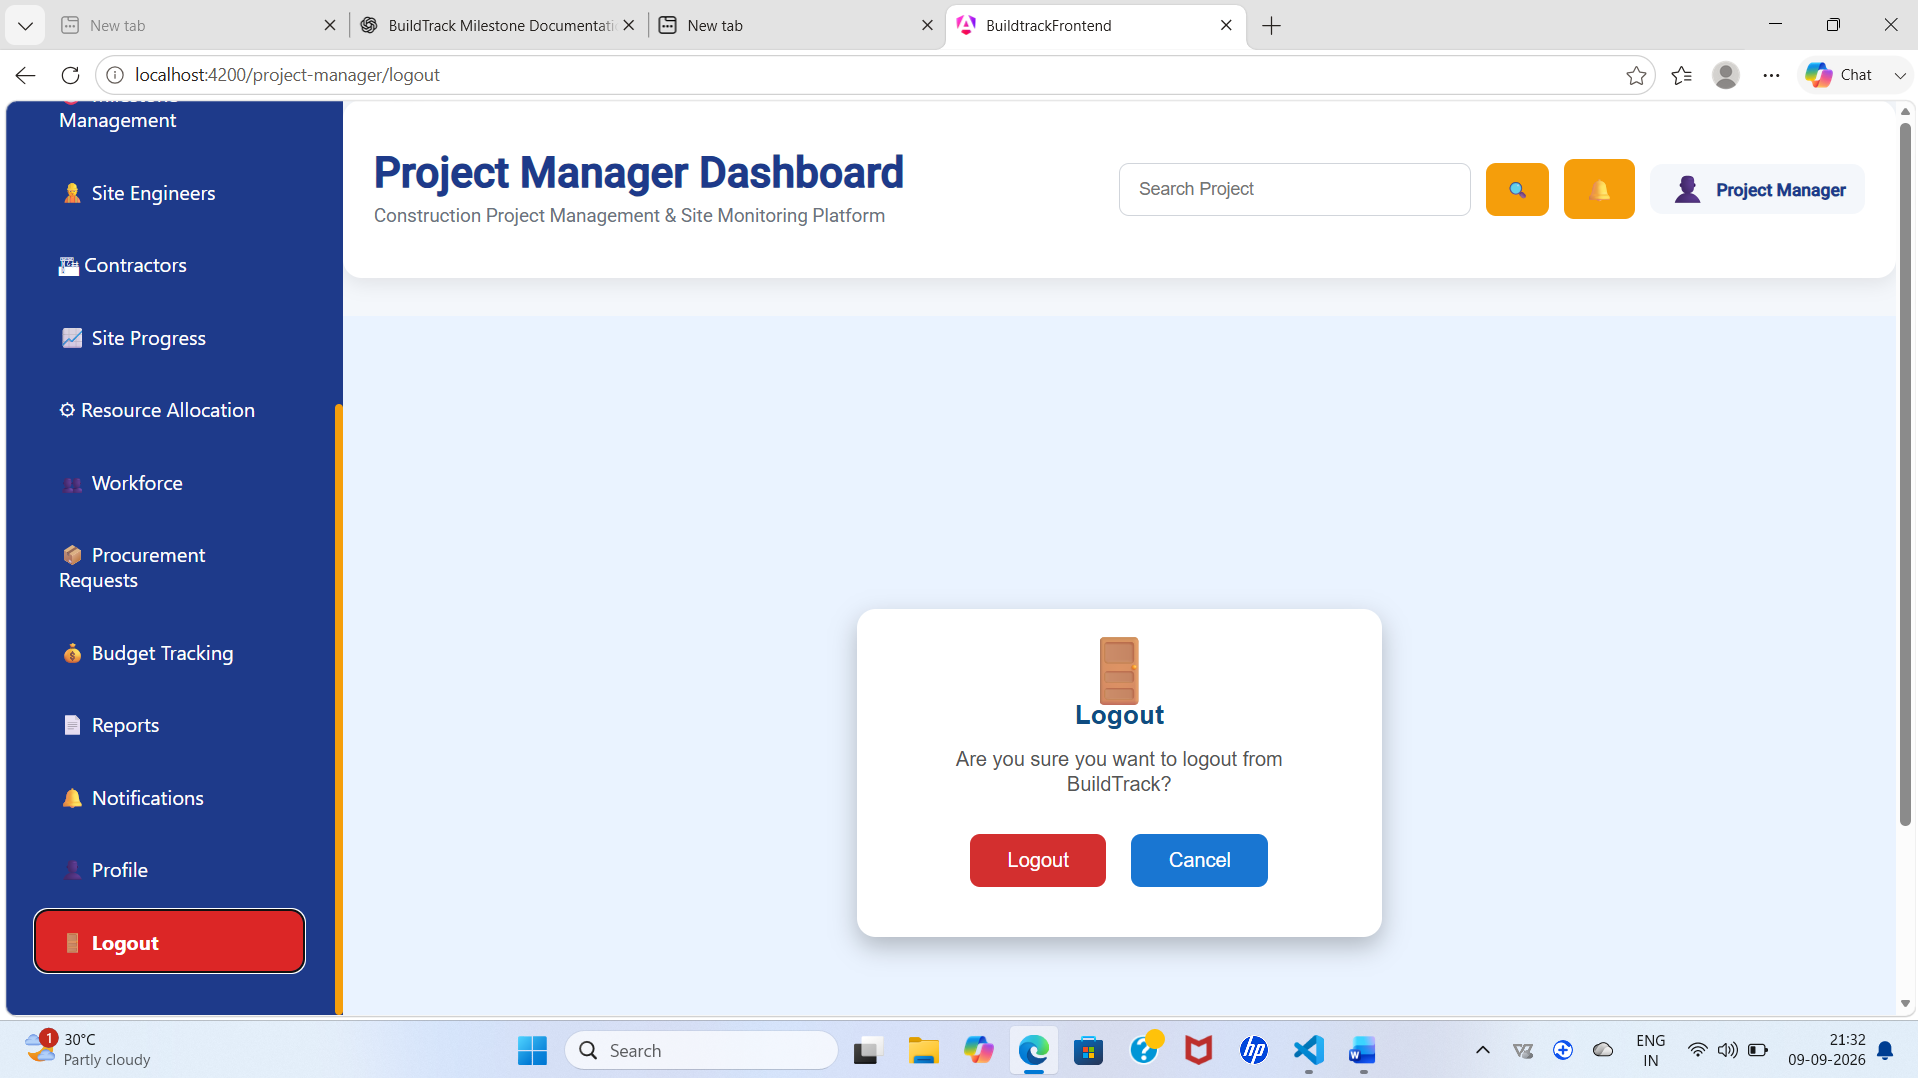 New tab
BuildTrack Milestone Documentati
New tab
BuildtrackFrontend
localhost:4200/project-manager/logout
Chat
Milestone
Management
Site Engineers
Contractors
Site Progress
Resource Allocation
Workforce
Procurement
Requests
Budget Tracking
Reports
Notifications
Profile
Logout
Project Manager Dashboard
Construction Project Management & Site Monitoring Platform
Search Project
Project Manager
Logout
Are you sure you want to logout from
BuildTrack?
Logout
Cancel
1
30°C
Partly cloudy
Search
ENG
IN
21:32
09-09-2026